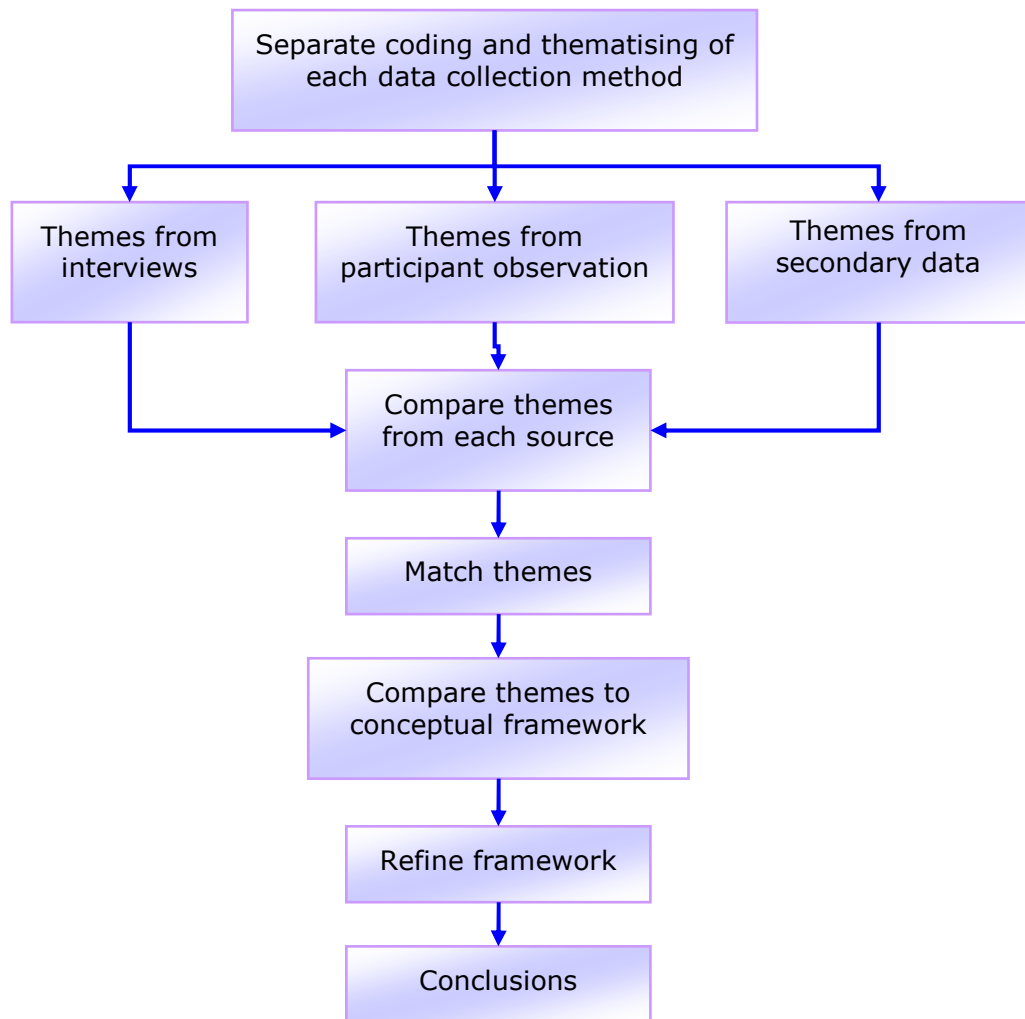 Separate coding and thematising of
each data collection method
Themes from
interviews
Themes from
participant observation
Themes from
secondary data
Compare themes
from each source
Match themes
Compare themes to
conceptual framework
Refine framework
Conclusions